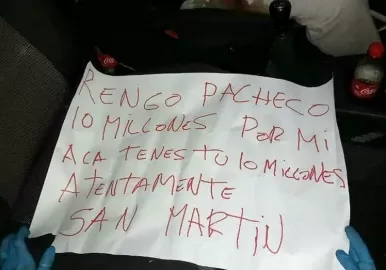 RENGO PACHECO
10 MILLONES POR MI
ACA TENES TU 10 MILLONES
ATENTAMENTE
SAN MARTIN